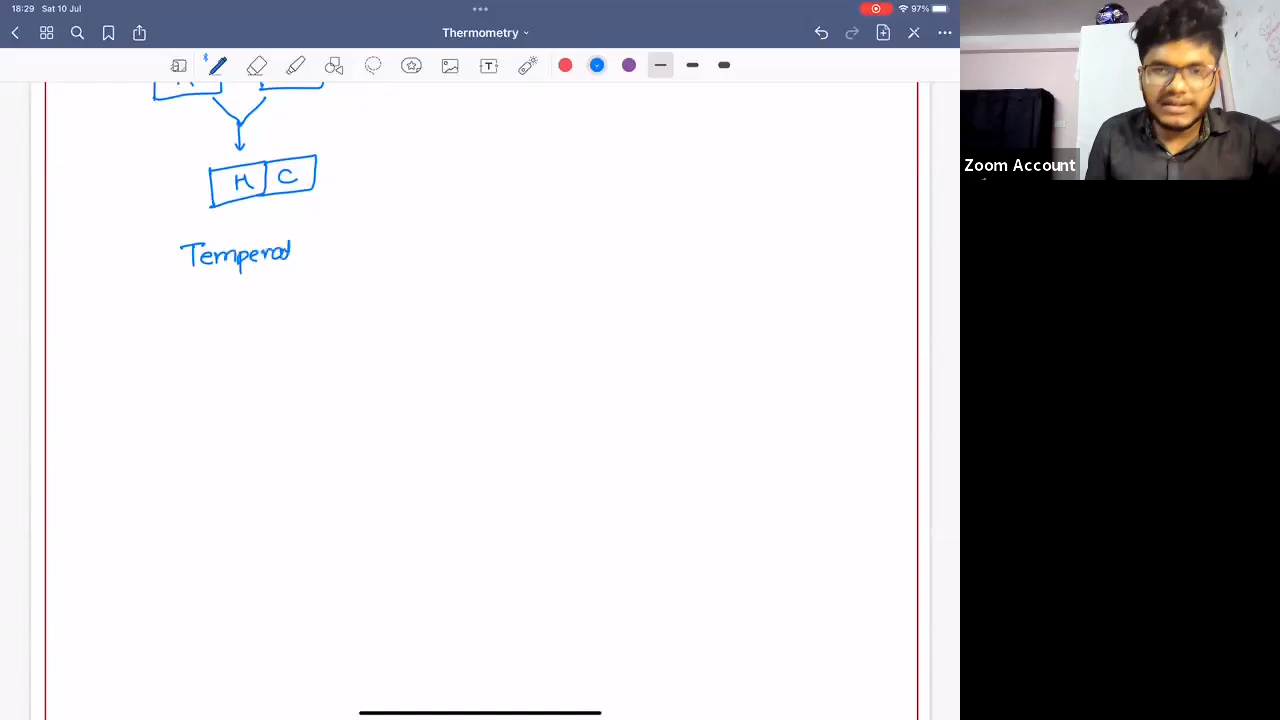 18:29 Sat 10 Jul
97%
Thermometry
T
Zoom Account
H C
Temperat